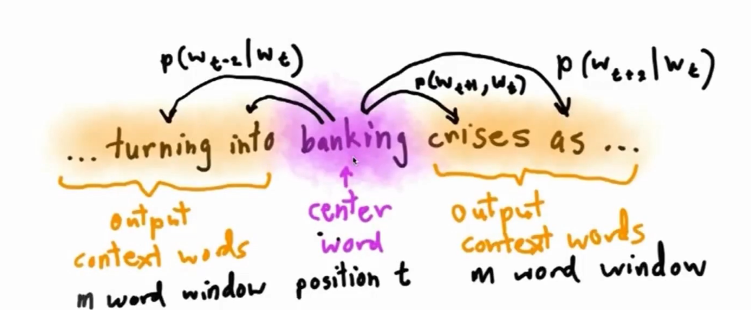 p(w_{t-2}|w_t) p(w_{t+1},w_t) p(w_{t+2}|w_t)
... turning into banking crises as ...
output context words
m word window
center word
position t
output context words
m word window